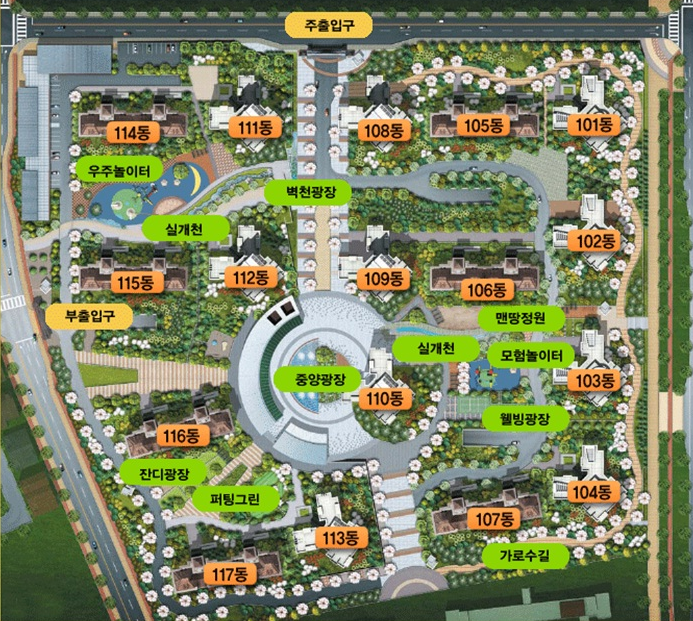 주출입구
114동
111동
108동
105동
101동
우주놀이터
벽천광장
실개천
102동
115동
112동
109동
106동
부출입구
맨땅정원
실개천
모험놀이터
중앙광장
103동
110동
웰빙광장
116동
잔디광장
퍼팅그린
104동
107동
113동
가로수길
117동